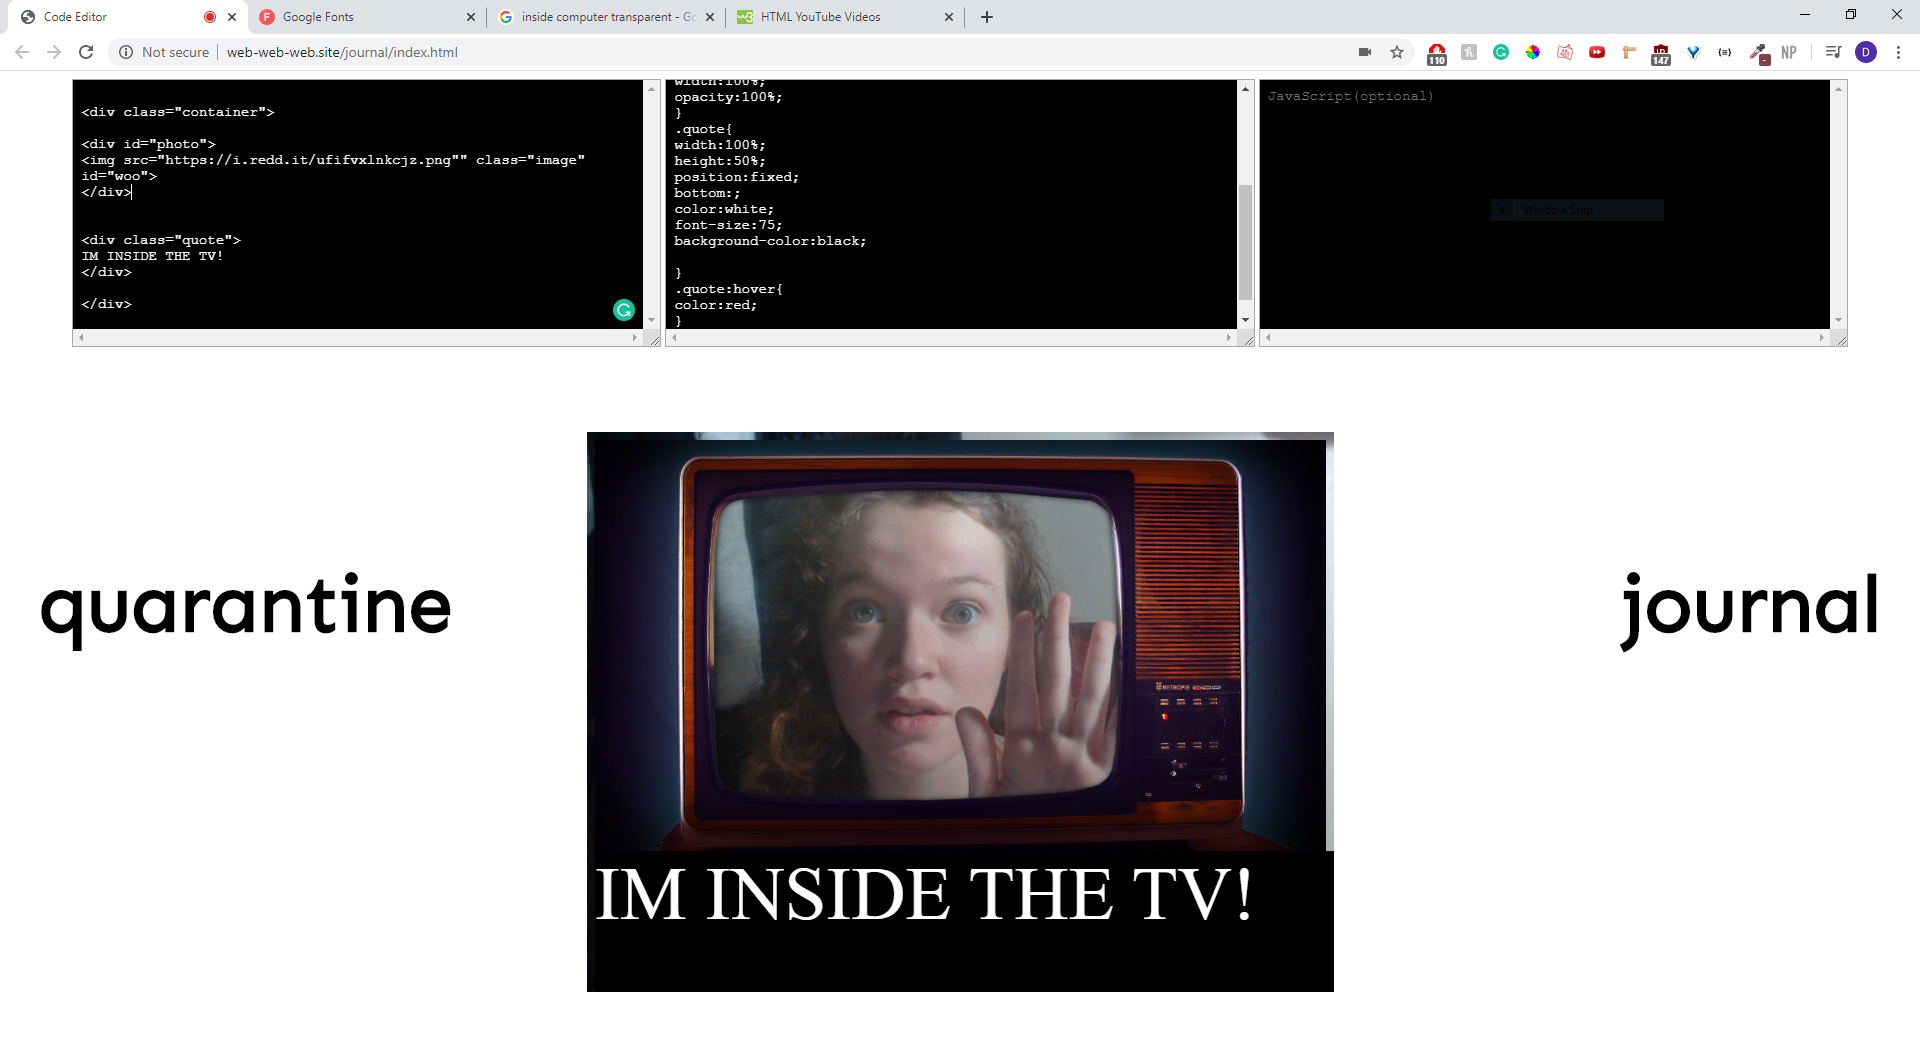 Code Editor
Google Fonts
inside computer transparent - Go
HTML YouTube Videos
Not secure
web-web-web.site/journal/index.html
110
147
NP
D
<div class="container">
<div id="photo">
<img src="https://i.redd.it/ufifvxlnkcjz.png"" class="image"
id="woo">
</div>
<div class="quote">
IM INSIDE THE TV!
</div>
</div>
width:100%;
opacity:100%;
}
.quote{
width:100%;
height:50%;
position:fixed;
bottom:;
color:white;
font-size:75;
background-color:black;
}
.quote:hover{
color:red;
}
JavaScript(optional)
Window Snip
quarantine
journal
RETROPIE
IM INSIDE THE TV!